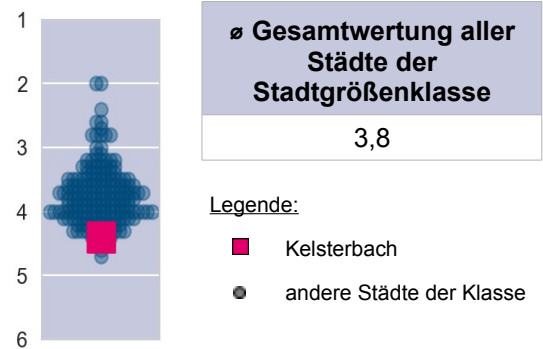 1
2
3
4
5
6
ø Gesamtwertung aller
Städte der
Stadtgrößenklasse
3,8
Legende:
Kelsterbach
andere Städte der Klasse